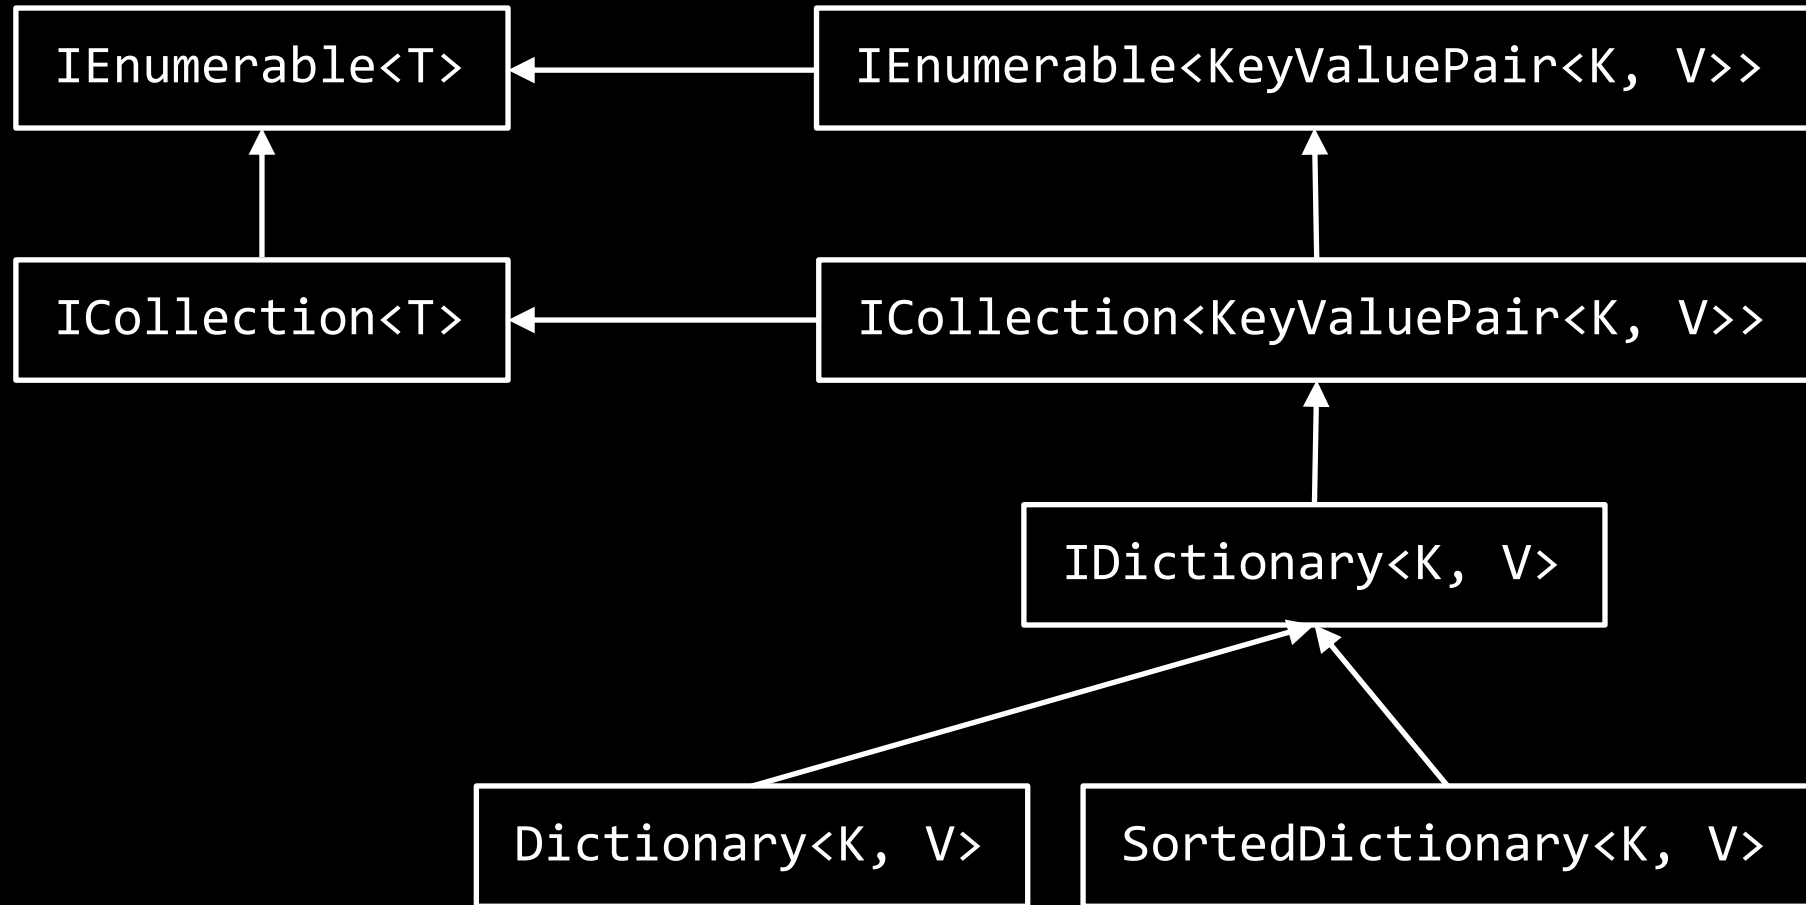 IEnumerable<T>
IEnumerable<KeyValuePair<K, V>>
ICollection<T>
ICollection<KeyValuePair<K, V>>
IDictionary<K, V>
Dictionary<K, V>
SortedDictionary<K, V>